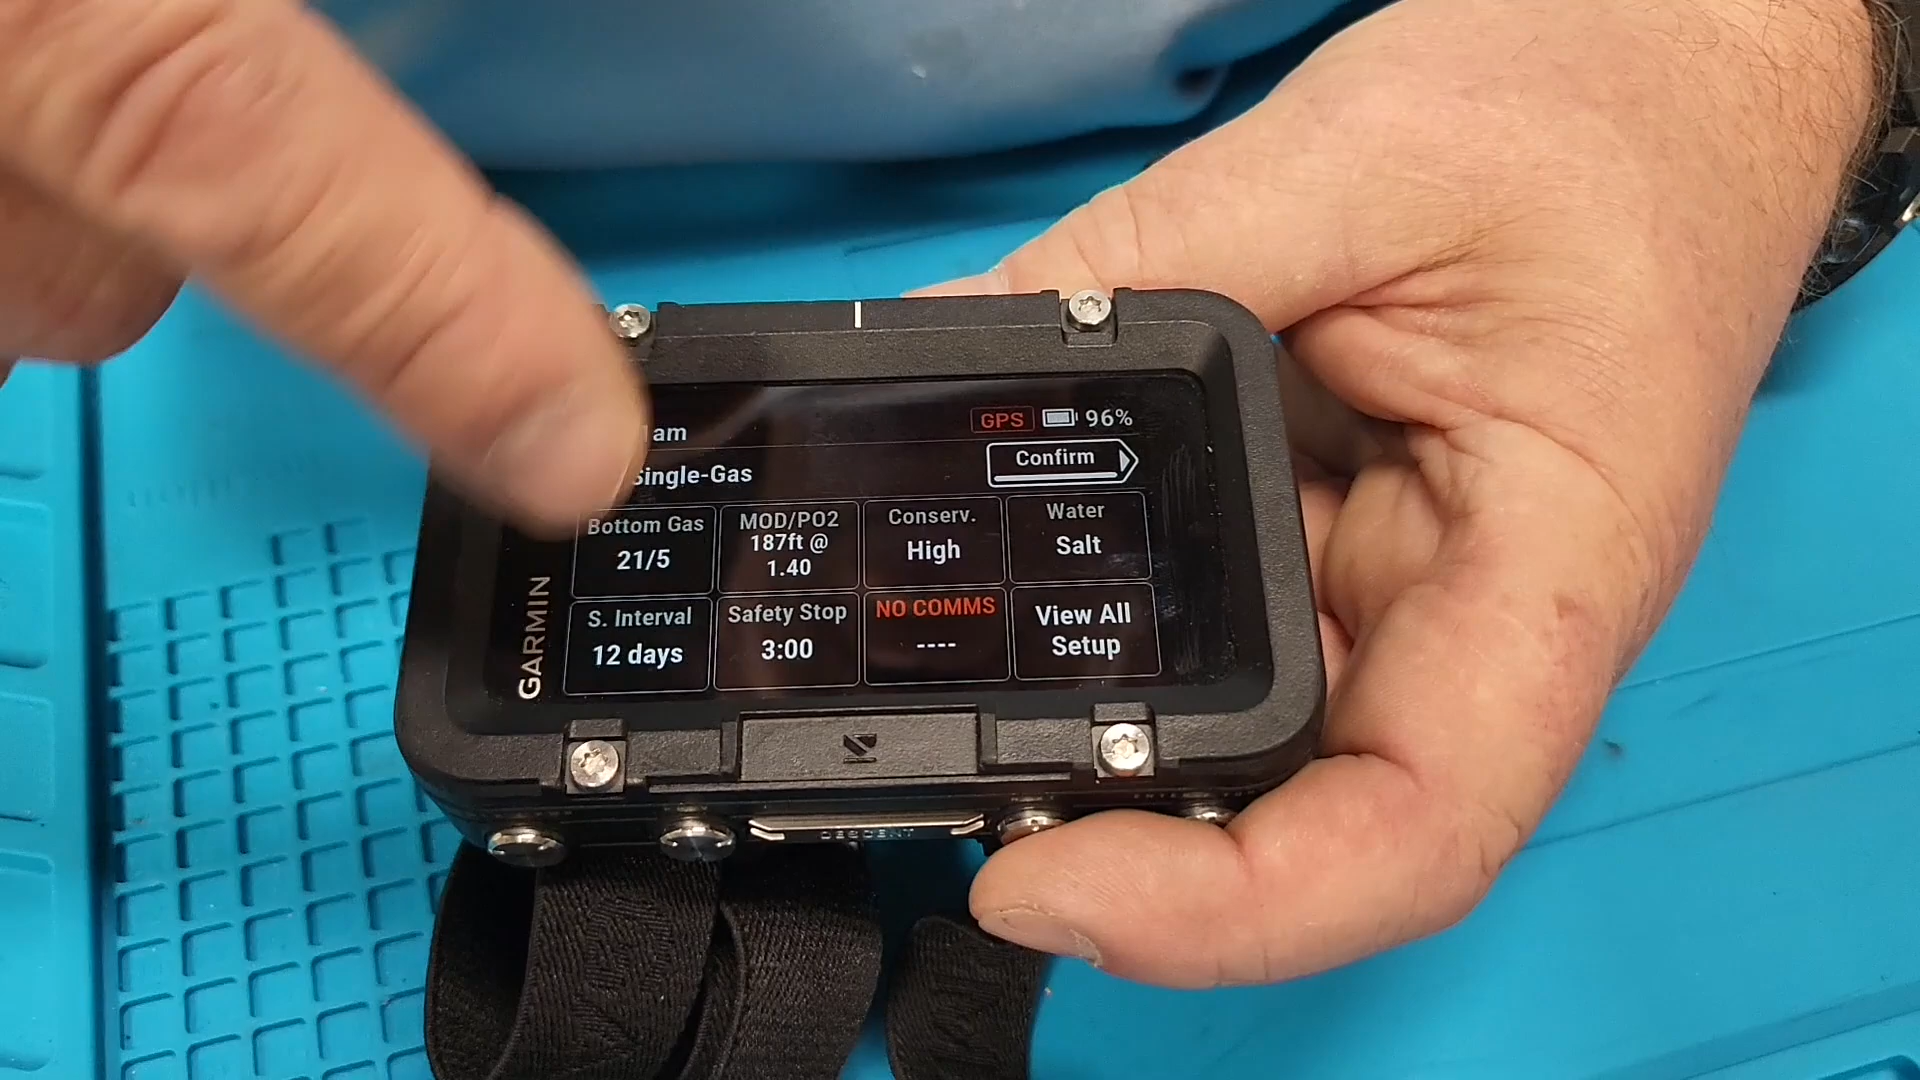 am
GPS 96%
Single-Gas
Confirm
Bottom Gas
21/5
MOD/PO2
187ft @
1.40
Conserv.
High
Water
Salt
S. Interval
12 days
Safety Stop
3:00
NO COMMS
----
View All
Setup
GARMIN
DESCENT